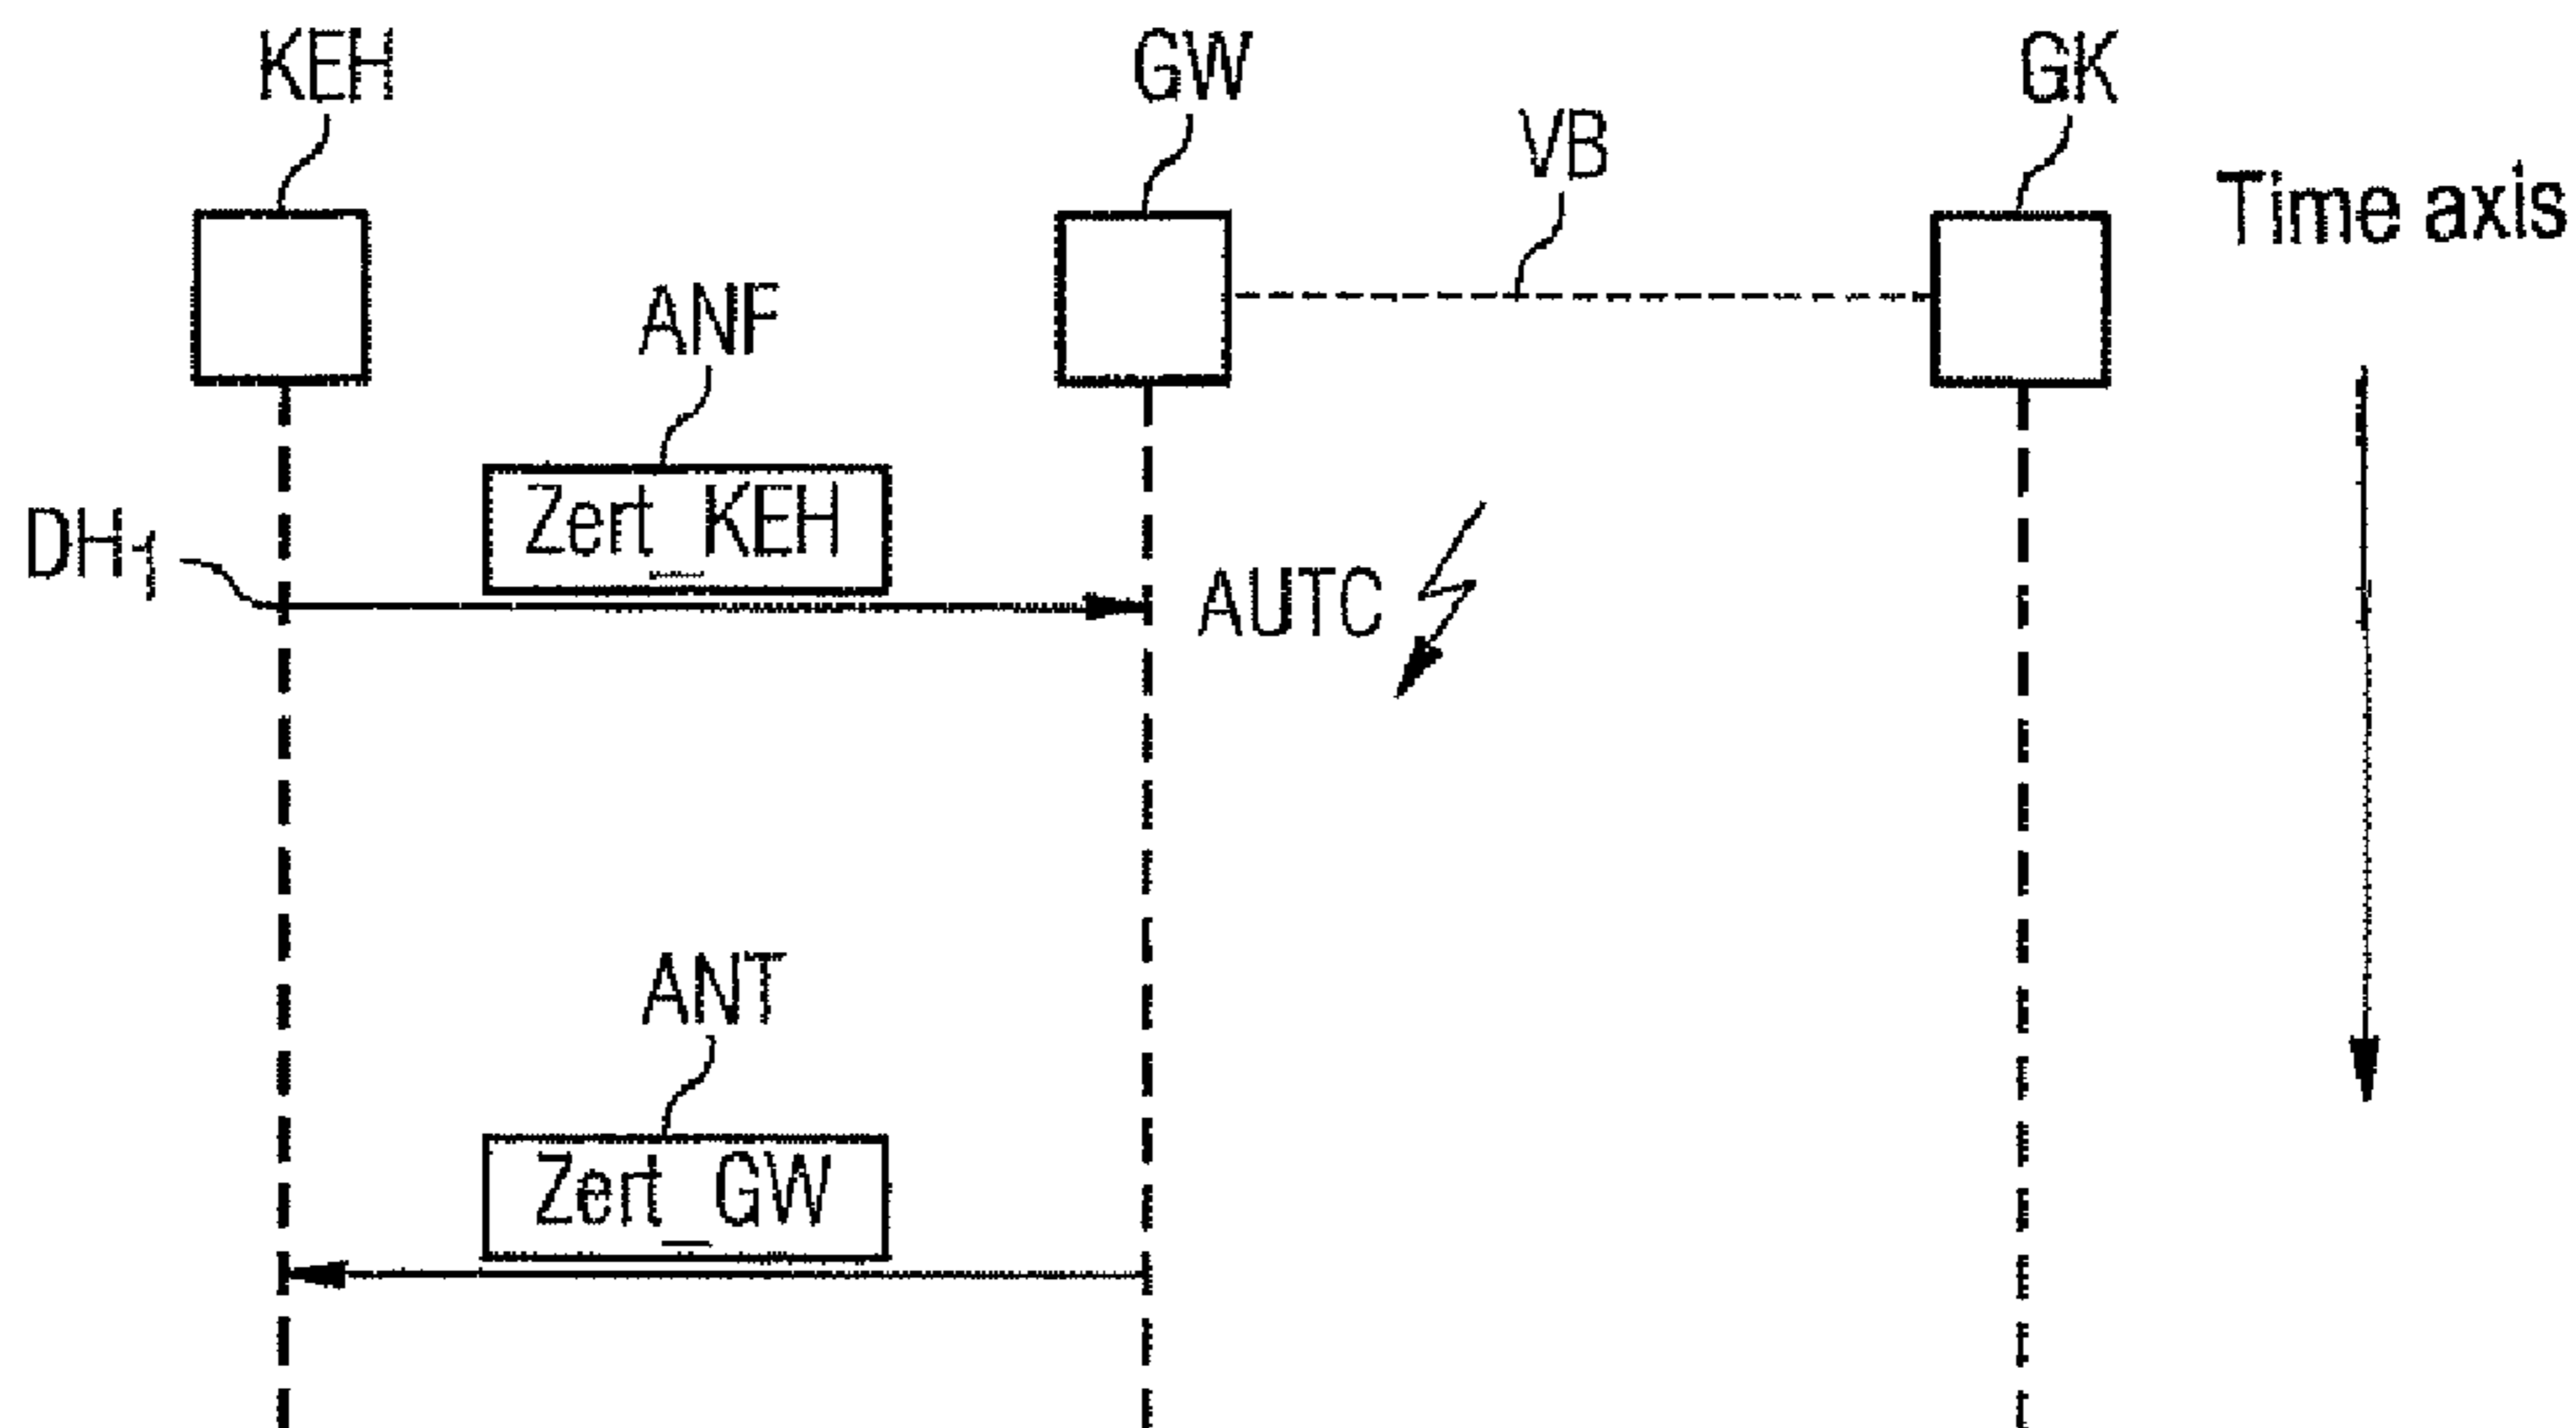 KEH
GW
GK
VB
Time axis
ANF
Zert_KEH
DH1
AUTC
ANT
Zert_GW